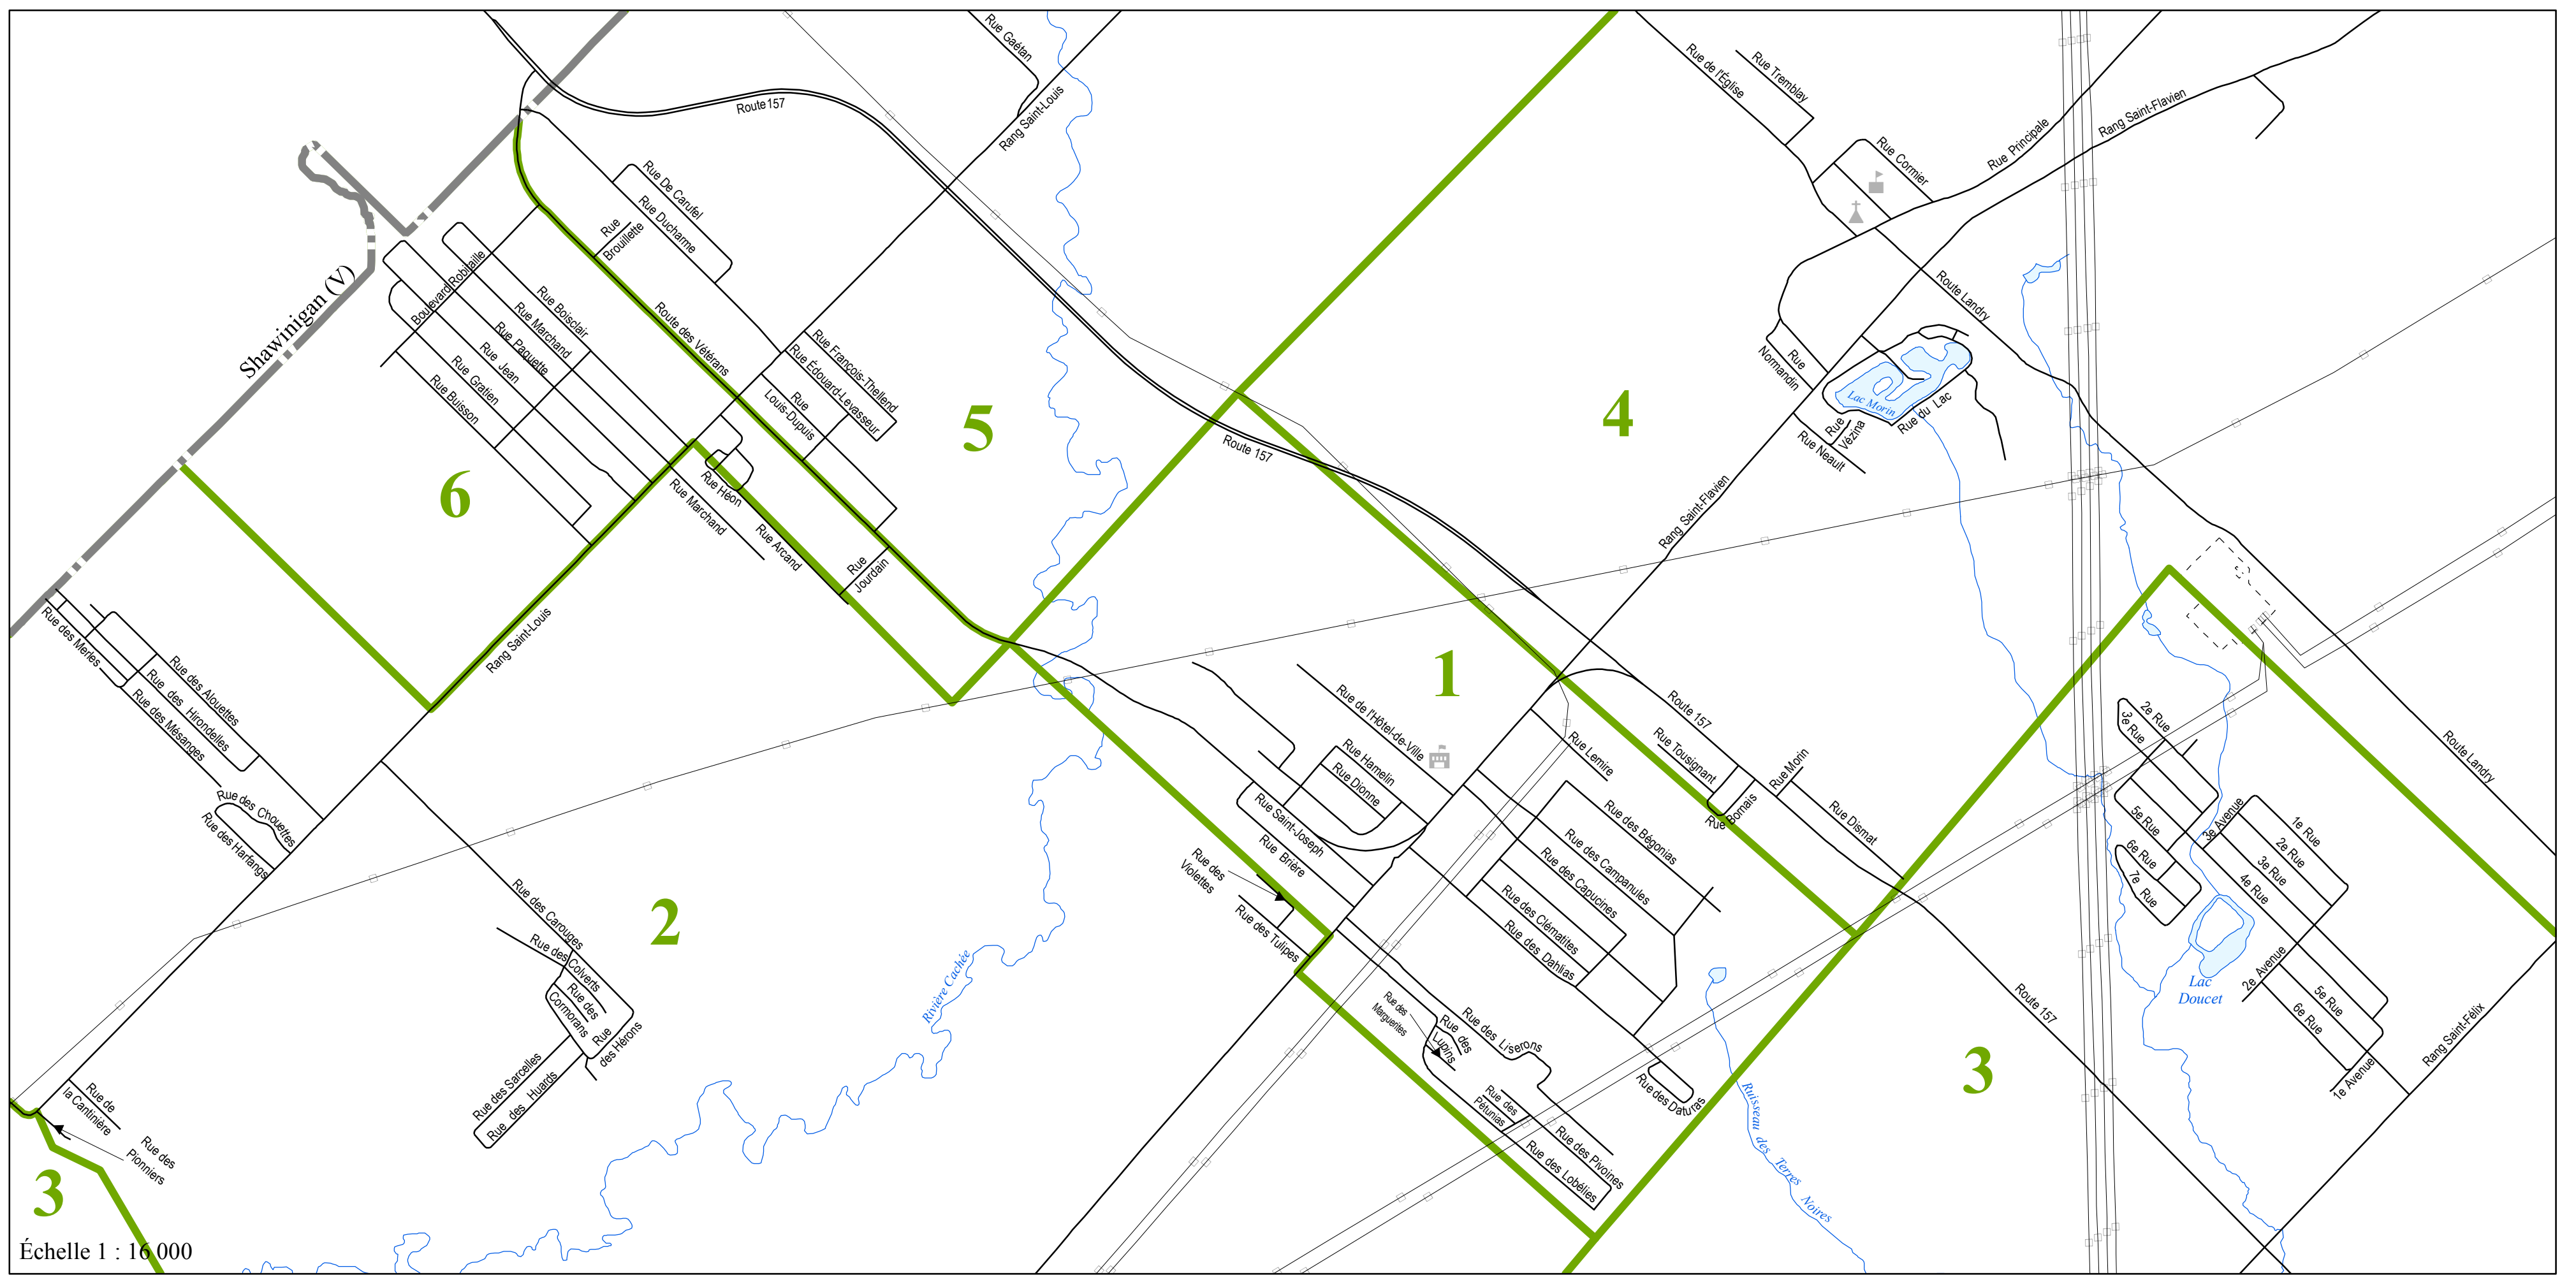 Rue Gaétan
Rang Saint-Louis
Route 157
Rue de l'Église
Rue Tremblay
Rue Cormier
Rue Principale
Rang Saint-Flavien
Route Landry
Rue
Normandin
Lac Morin
Rue du Lac
Rue
Vézina
Rue Neault
Rang Saint-Flavien
4
Shawinigan (V)
Boulevard Robitaille
Rue De Carufel
Rue Ducharme
Rue
Brouillette
Route des Vétérans
Rue Boisclair
Rue Marchand
Rue Paquette
Rue Jean
Rue Gratien
Rue Buisson
Rue François-Thellend
Rue Édouard-Levasseur
Rue
Louis-Dupuis
5
6
Route 157
Rue Héon
Rue Marchand
Rue Arcand
Rue
Jourdain
Rang Saint-Louis
Rue des Merles
Rue des Alouettes
Rue des Hirondelles
Rue des Mésanges
Rue des Chouettes
Rue des Harfangs
2
Rue des Carouges
Rue des Colverts
Rue des
Cormorans
Rue
des Hérons
Rue des Sarcelles
Rue des Huards
Rivière Cachée
Rue de
la Cantinière
Rue des
Pionniers
3
Échelle 1 : 16 000
1
Rue de l'Hôtel-de-Ville
Rue Hamelin
Rue Dionne
Rue Saint-Joseph
Rue Brière
Rue des
Violettes
Rue des Tulipes
Rue Lemire
Route 157
Rue Tousignant
Rue Bornais
Rue Morin
Rue Dismat
Rue des Bégonias
Rue des Campanules
Rue des Capucines
Rue des Clématites
Rue des Dahlias
Rue des
Marguerites
Rue des
Lupins
Rue des Liserons
Rue des
Pétunias
Rue des Pivoines
Rue des Lobélies
Rue des Daturas
Ruisseau des Terres Noires
3
Route 157
2e Rue
3e Rue
5e Rue
6e Rue
7e Rue
3e Avenue
1e Rue
2e Rue
3e Rue
4e Rue
5e Rue
6e Rue
2e Avenue
1e Avenue
Lac
Doucet
Route Landry
Rang Saint-Félix